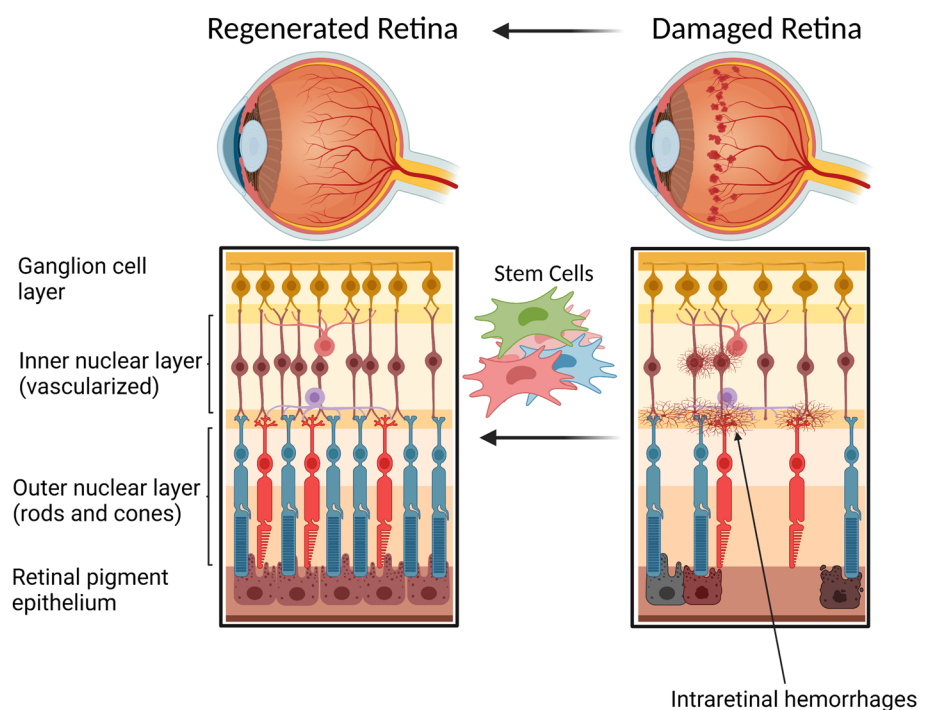 Regenerated Retina
Damaged Retina
Ganglion cell
layer
Stem Cells
Inner nuclear layer
(vascularized)
Outer nuclear layer
(rods and cones)
Retinal pigment
epithelium
Intraretinal hemorrhages